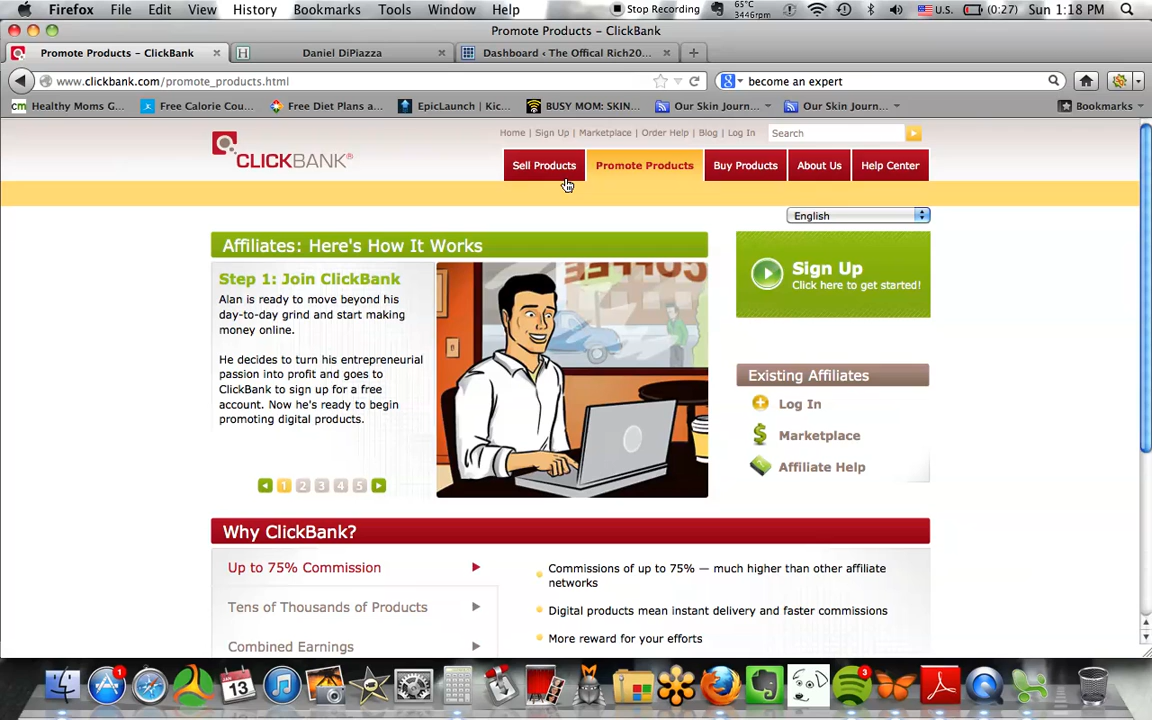 Firefox File Edit View History Bookmarks Tools Window Help Stop Recording 65°C 3446rpm U.S. (0:27) Sun 1:18 PM
Promote Products - ClickBank
Promote Products - ClickBank × H Daniel DiPiazza × Dashboard ‹ The Offical Rich20... × +
www.clickbank.com/promote_products.html become an expert
cm Healthy Moms G... Free Calorie Cou... Free Diet Plans a... EpicLaunch | Kic... BUSY MOM: SKIN... Our Skin Journ... Our Skin Journ... Bookmarks
Home | Sign Up | Marketplace | Order Help | Blog | Log In Search
CLICKBANK®
Sell Products Promote Products Buy Products About Us Help Center
English
Affiliates: Here's How It Works
Step 1: Join ClickBank
Alan is ready to move beyond his
day-to-day grind and start making
money online.
He decides to turn his entrepreneurial
passion into profit and goes to
ClickBank to sign up for a free
account. Now he's ready to begin
promoting digital products.
1 2 3 4 5
COFFEE
Sign Up
Click here to get started!
Existing Affiliates
Log In
Marketplace
Affiliate Help
Why ClickBank?
Up to 75% Commission
Tens of Thousands of Products
Combined Earnings
Commissions of up to 75% — much higher than other affiliate
networks
Digital products mean instant delivery and faster commissions
More reward for your efforts
1 JAN 13 3